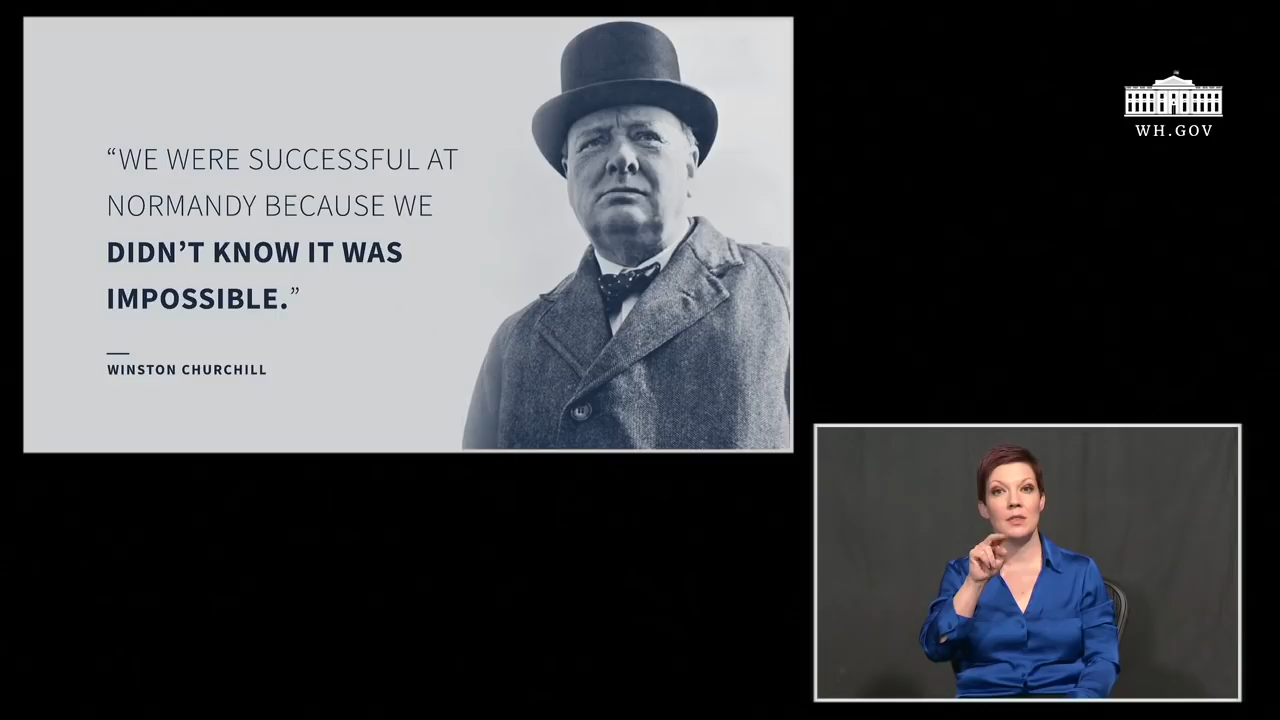 “WE WERE SUCCESSFUL AT
NORMANDY BECAUSE WE
DIDN’T KNOW IT WAS
IMPOSSIBLE.”
WINSTON CHURCHILL
WH.GOV